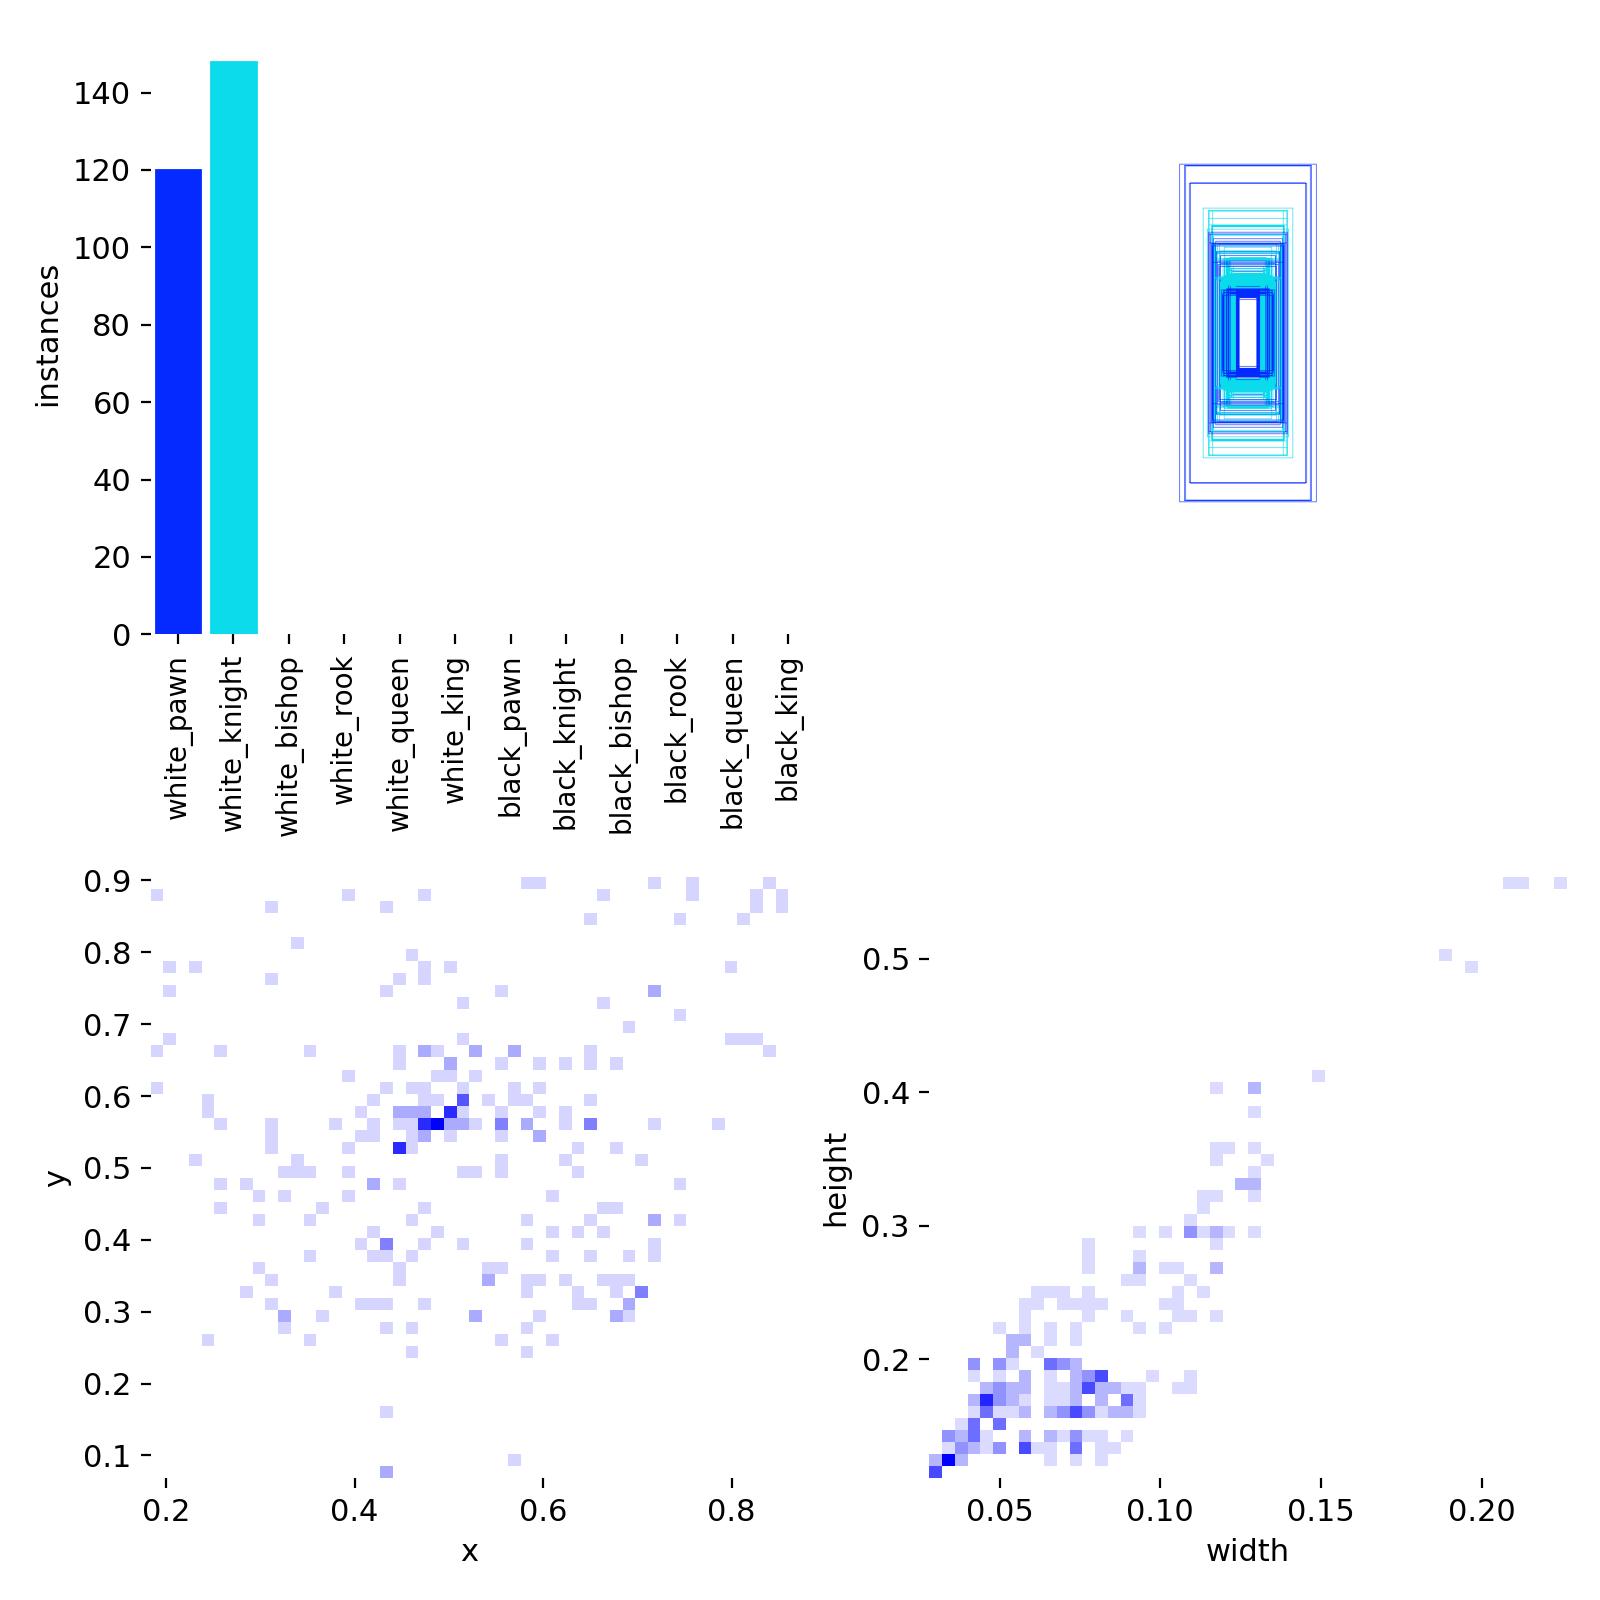 140
120
100
80
60
40
20
0
instances
white_pawn
white_knight
white_bishop
white_rook
white_queen
white_king
black_pawn
black_knight
black_bishop
black_rook
black_queen
black_king
0.9
0.8
0.7
0.6
0.5
0.4
0.3
0.2
0.1
y
0.2 0.4 0.6 0.8
x
0.5
0.4
0.3
0.2
height
0.05 0.10 0.15 0.20
width